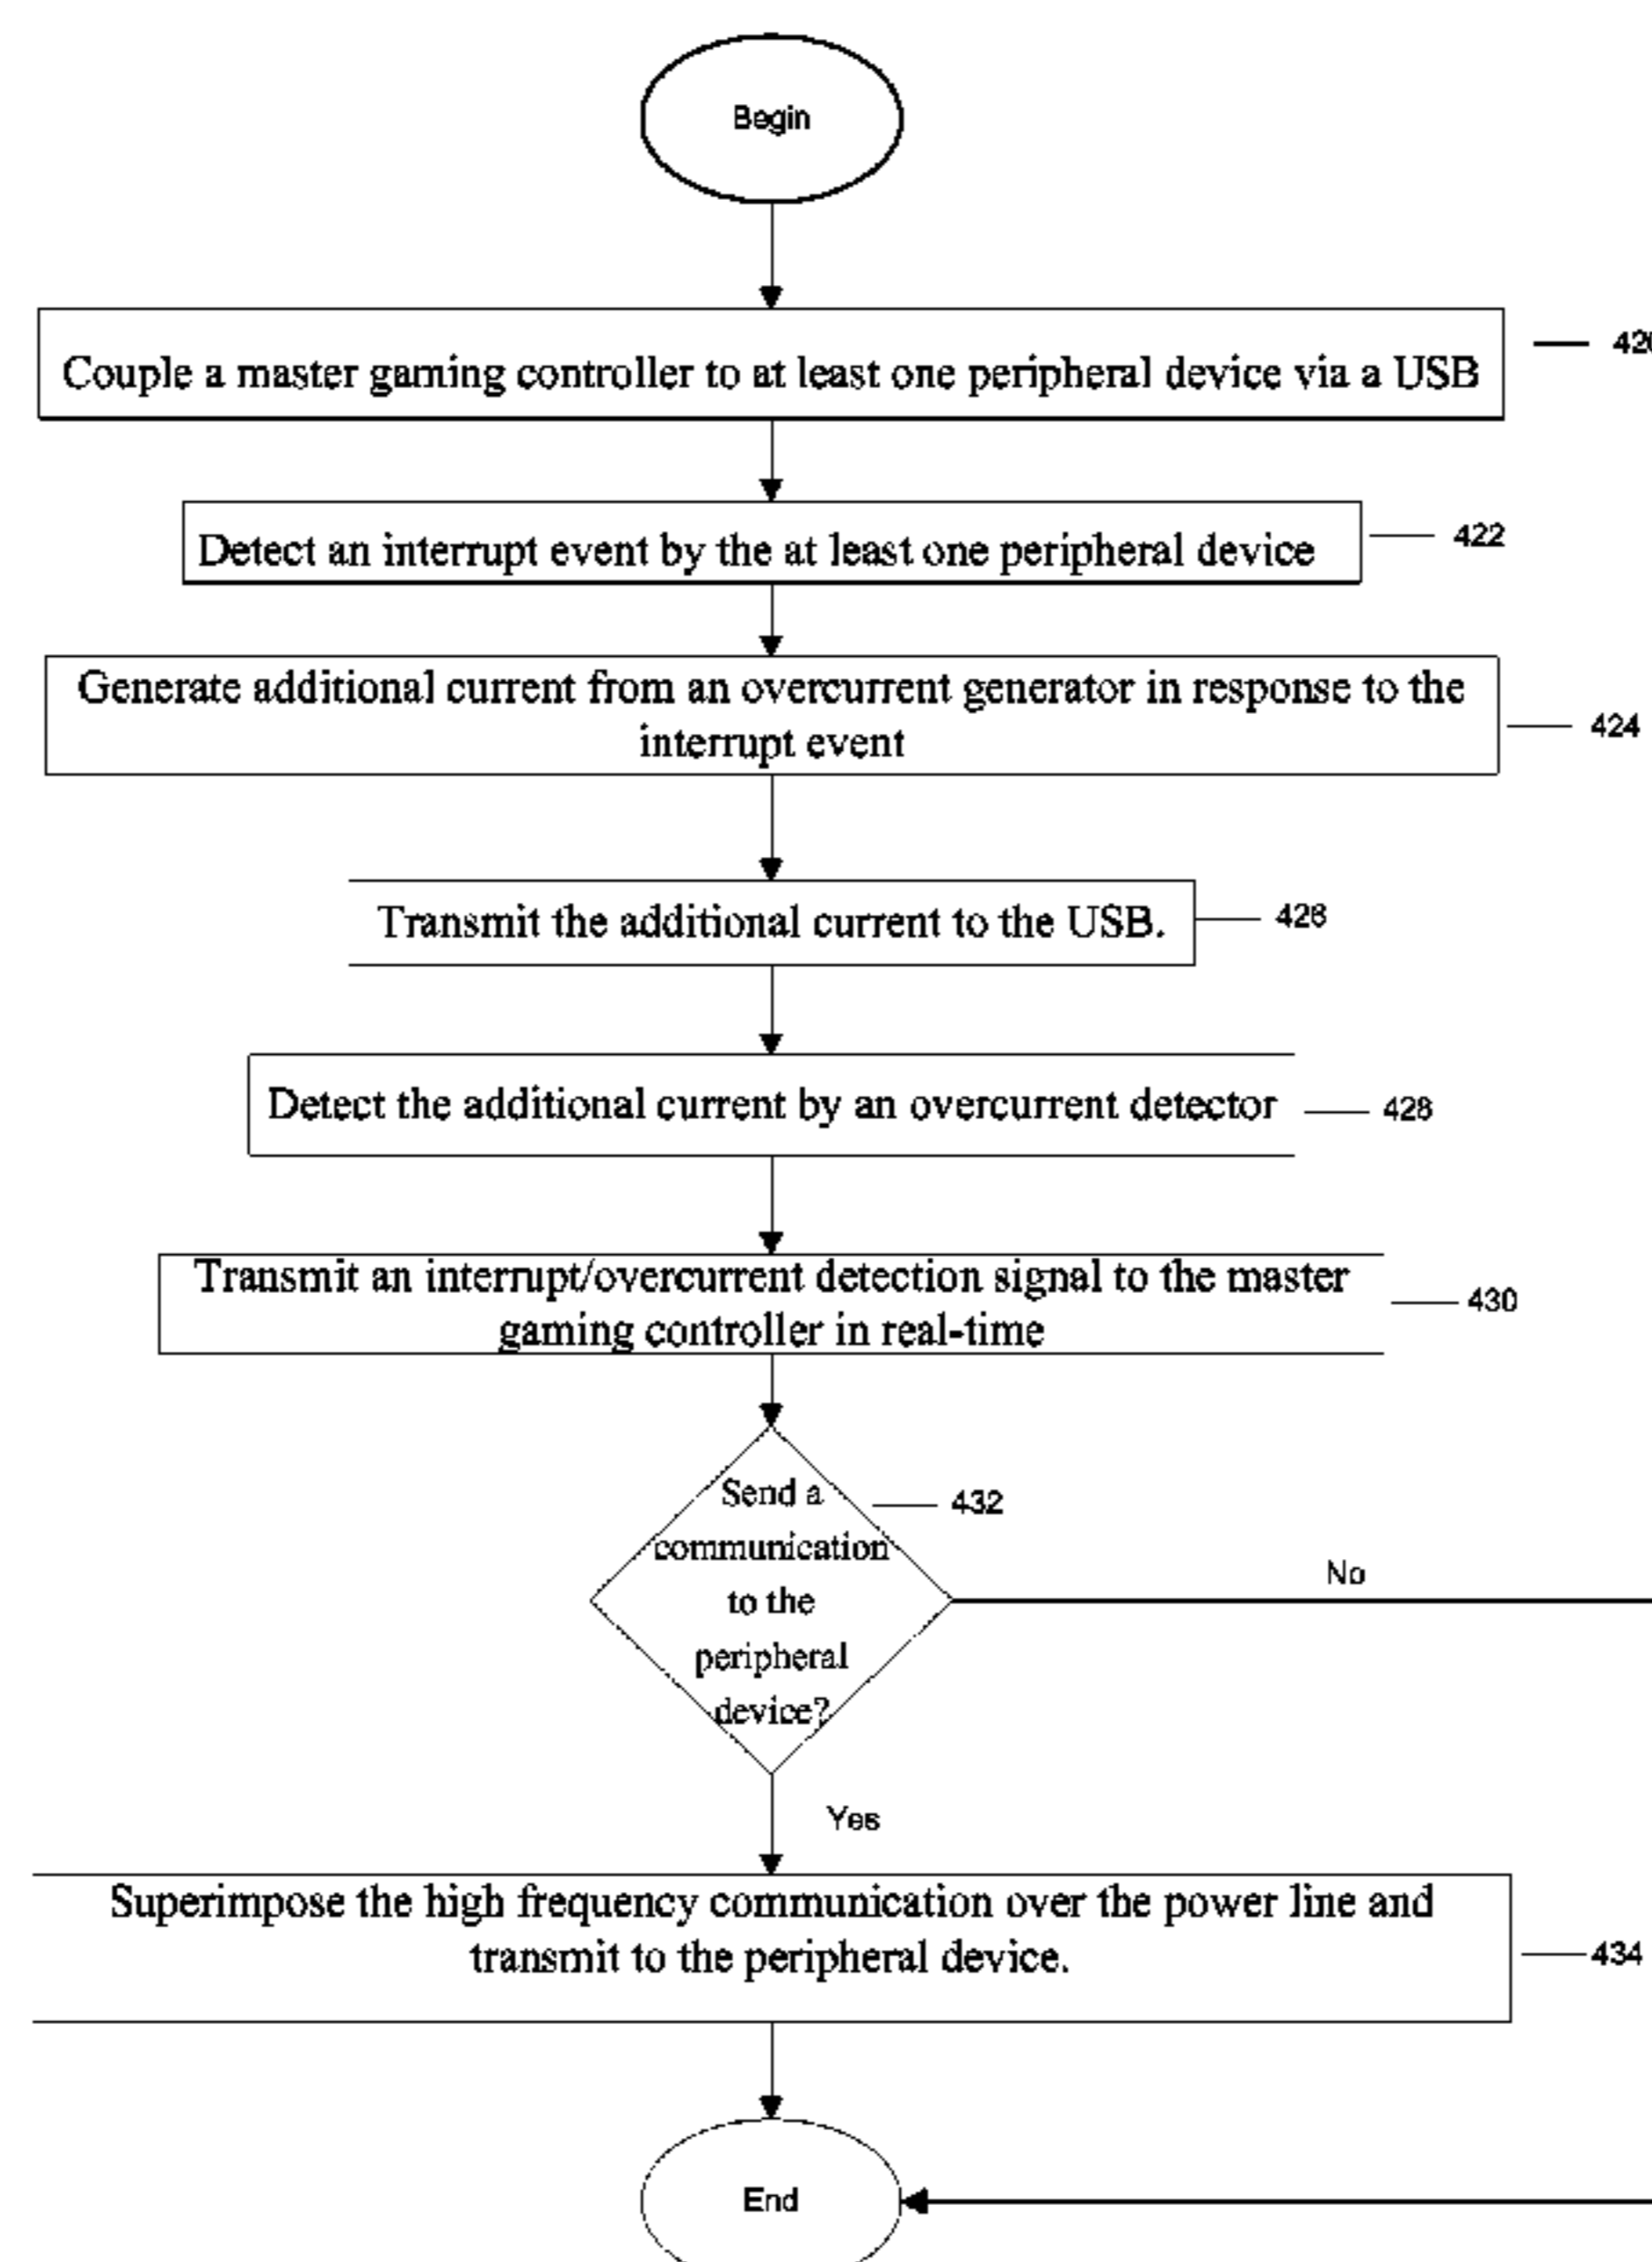 Begin
Couple a master gaming controller to at least one peripheral device via a USB
420
Detect an interrupt event by the at least one peripheral device
422
Generate additional current from an overcurrent generator in response to the
interrupt event
424
Transmit the additional current to the USB.
426
Detect the additional current by an overcurrent detector
428
Transmit an interrupt/overcurrent detection signal to the master
gaming controller in real-time
430
Send a
communication
to the
peripheral
device?
432
No
Yes
Superimpose the high frequency communication over the power line and
transmit to the peripheral device.
434
End